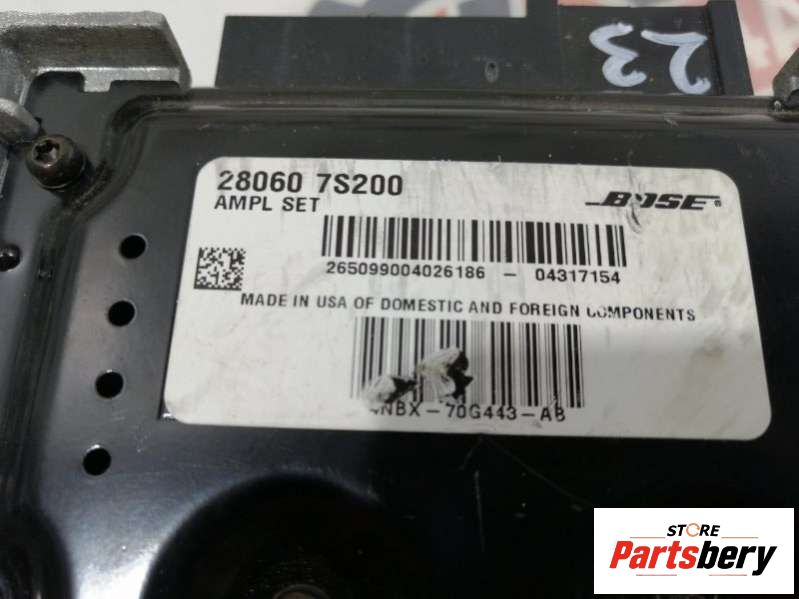 23
28060 7S200
AMPL SET
BOSE®
265099004026186 - 04317154
MADE IN USA OF DOMESTIC AND FOREIGN COMPONENTS
4NBX-70G443-AB
STORE
Partsbery